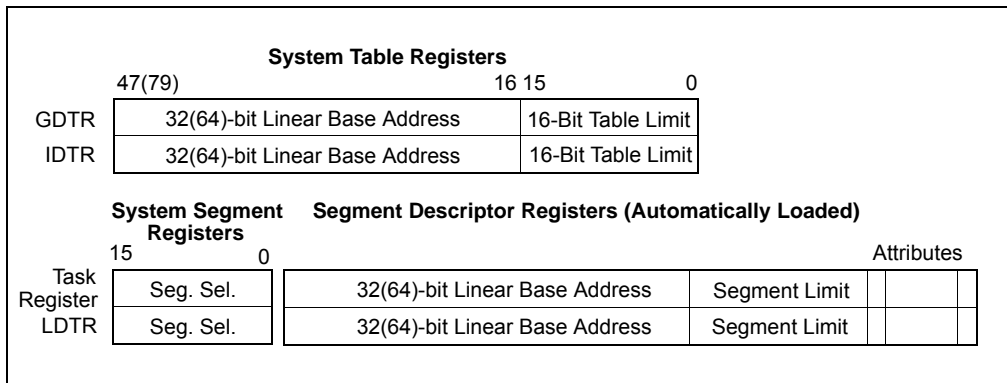 System Table Registers
47(79) 16 15 0
GDTR 32(64)-bit Linear Base Address 16-Bit Table Limit
IDTR 32(64)-bit Linear Base Address 16-Bit Table Limit
System Segment Registers
Segment Descriptor Registers (Automatically Loaded)
15 0 Attributes
Task Register Seg. Sel. 32(64)-bit Linear Base Address Segment Limit
LDTR Seg. Sel. 32(64)-bit Linear Base Address Segment Limit